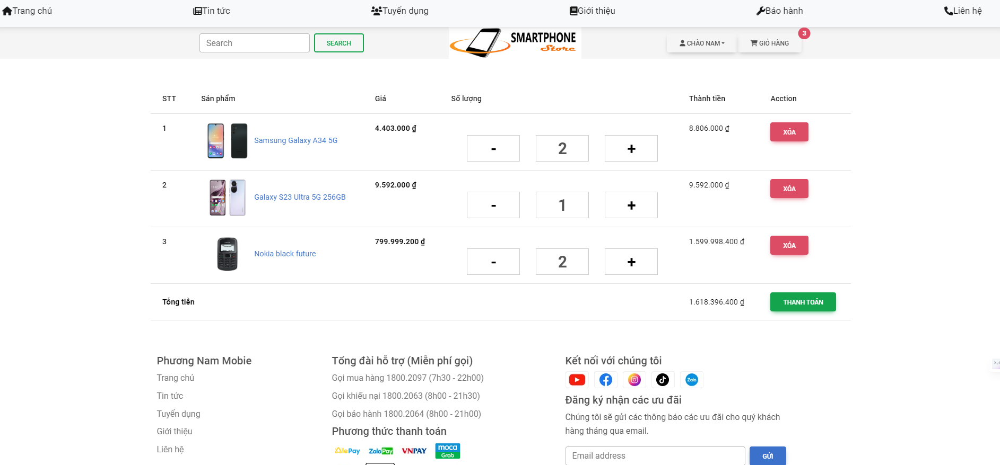 Trang chủ
Tin tức
Tuyển dụng
Giới thiệu
Bảo hành
Liên hệ
Search
SEARCH
SMARTPHONE
Store
CHÀO NAM
GIỎ HÀNG
3
STT
Sản phẩm
Giá
Số lượng
Thành tiền
Acction
1
Samsung Galaxy A34 5G
4.403.000 ₫
-
2
+
8.806.000 ₫
XÓA
2
Galaxy S23 Ultra 5G 256GB
9.592.000 ₫
-
1
+
9.592.000 ₫
XÓA
3
Nokia black future
799.999.200 ₫
-
2
+
1.599.998.400 ₫
XÓA
Tổng tiền
1.618.396.400 ₫
THANH TOÁN
Phương Nam Mobie
Trang chủ
Tin tức
Tuyển dụng
Giới thiệu
Liên hệ
Tổng đài hỗ trợ (Miễn phí gọi)
Gọi mua hàng 1800.2097 (7h30 - 22h00)
Gọi khiếu nại 1800.2063 (8h00 - 21h30)
Gọi bảo hành 1800.2064 (8h00 - 21h00)
Phương thức thanh toán
alePay
ZaloPay
VNPAY
moca
Grab
Kết nối với chúng tôi
Zalo
Đăng ký nhận các ưu đãi
Chúng tôi sẽ gửi các thông báo các ưu đãi cho quý khách
hàng tháng qua email.
Email address
GỬI